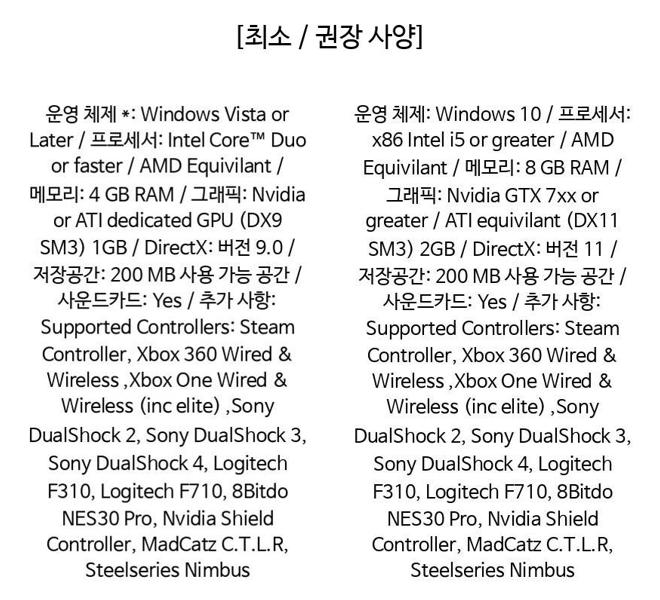 [최소 / 권장 사양]
운영 체제 *: Windows Vista or
Later / 프로세서: Intel Core™ Duo
or faster / AMD Equivilant /
메모리: 4 GB RAM / 그래픽: Nvidia
or ATI dedicated GPU (DX9
SM3) 1GB / DirectX: 버전 9.0 /
저장공간: 200 MB 사용 가능 공간 /
사운드카드: Yes / 추가 사항:
Supported Controllers: Steam
Controller, Xbox 360 Wired &
Wireless ,Xbox One Wired &
Wireless (inc elite) ,Sony
DualShock 2, Sony DualShock 3,
Sony DualShock 4, Logitech
F310, Logitech F710, 8Bitdo
NES30 Pro, Nvidia Shield
Controller, MadCatz C.T.L.R,
Steelseries Nimbus
운영 체제: Windows 10 / 프로세서:
x86 Intel i5 or greater / AMD
Equivilant / 메모리: 8 GB RAM /
그래픽: Nvidia GTX 7xx or
greater / ATI equivilant (DX11
SM3) 2GB / DirectX: 버전 11 /
저장공간: 200 MB 사용 가능 공간 /
사운드카드: Yes / 추가 사항:
Supported Controllers: Steam
Controller, Xbox 360 Wired &
Wireless ,Xbox One Wired &
Wireless (inc elite) ,Sony
DualShock 2, Sony DualShock 3,
Sony DualShock 4, Logitech
F310, Logitech F710, 8Bitdo
NES30 Pro, Nvidia Shield
Controller, MadCatz C.T.L.R,
Steelseries Nimbus